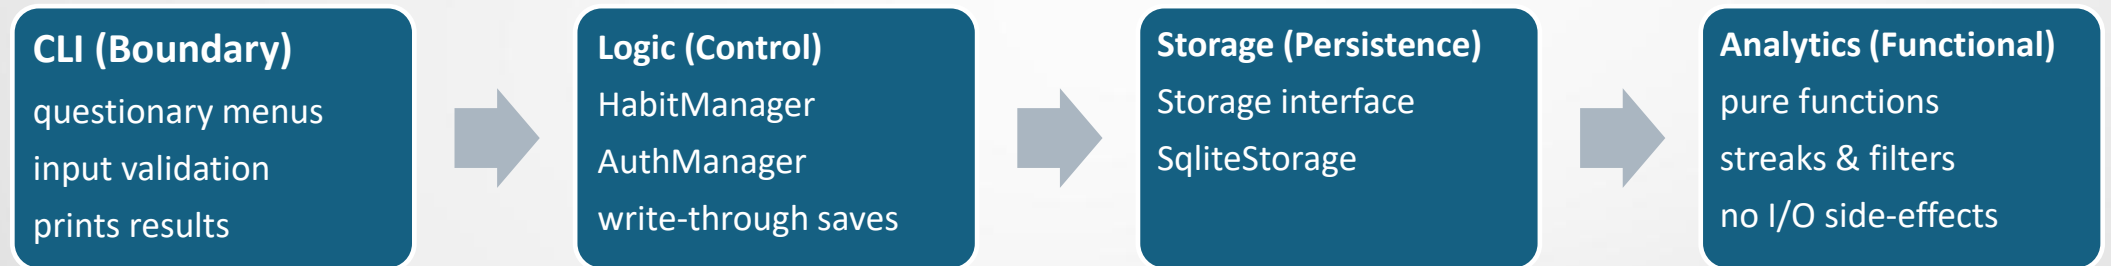 CLI (Boundary)
questionary menus
input validation
prints results
Logic (Control)
HabitManager
AuthManager
write-through saves
Storage (Persistence)
Storage interface
SqliteStorage
Analytics (Functional)
pure functions
streaks & filters
no I/O side-effects